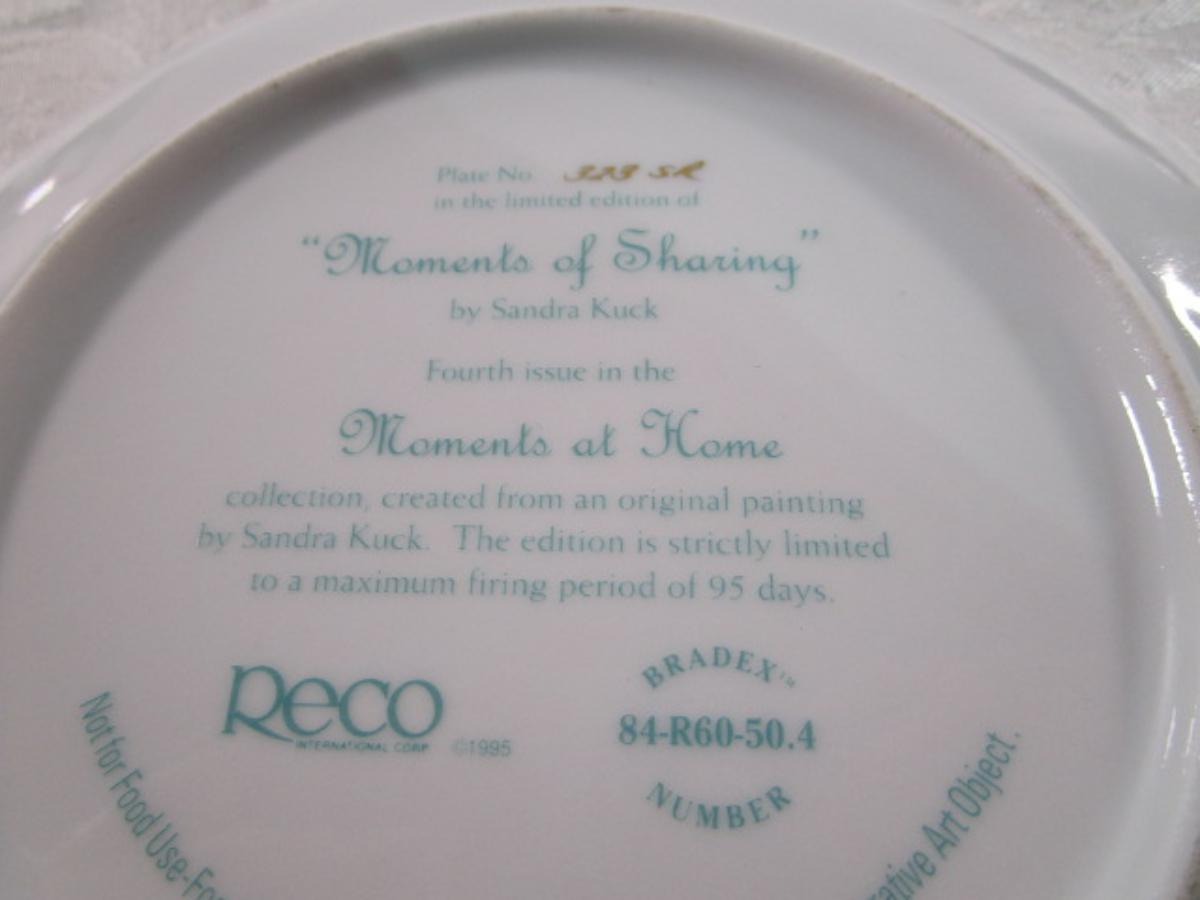 Plate No. 323 SR
in the limited edition of
"Moments of Sharing"
by Sandra Kuck
Fourth issue in the
Moments at Home
collection, created from an original painting
by Sandra Kuck. The edition is strictly limited
to a maximum firing period of 95 days.
Reco
INTERNATIONAL CORP. ©1995
BRADEX™
84-R60-50.4
NUMBER
Not for Food Use-
Art Object.